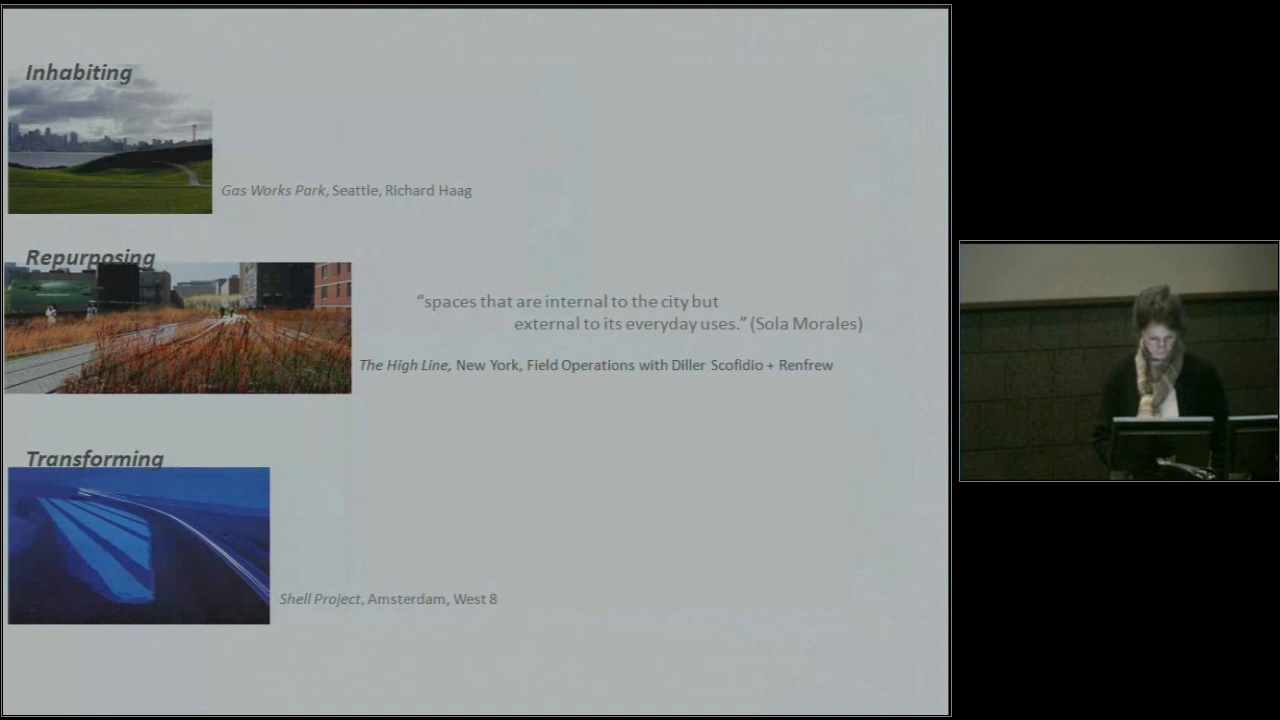 Inhabiting
Gas Works Park, Seattle, Richard Haag
Repurposing
“spaces that are internal to the city but
external to its everyday uses.” (Sola Morales)
The High Line, New York, Field Operations with Diller Scofidio + Renfrew
Transforming
Shell Project, Amsterdam, West 8